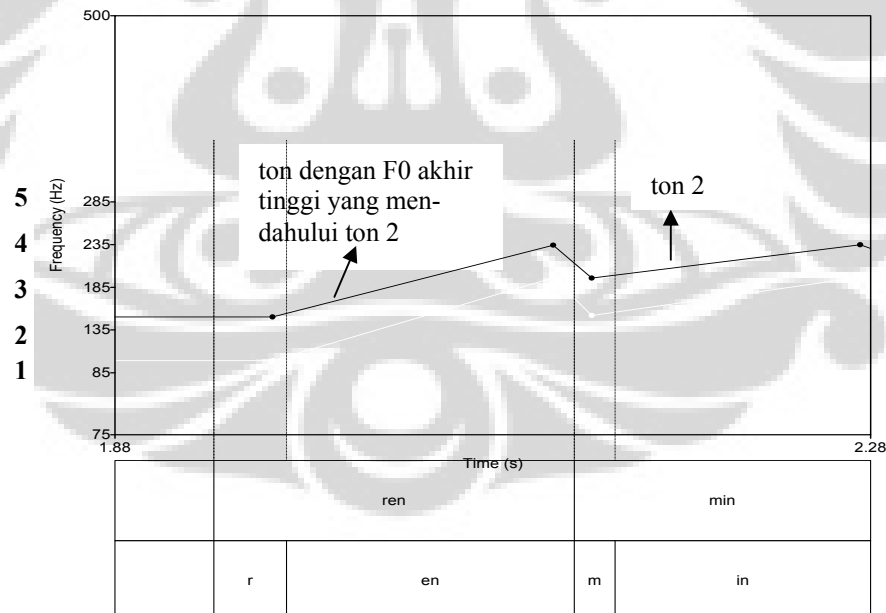 500
ton dengan F0 akhir
tinggi yang men-
dahului ton 2
ton 2
5
4
3
2
1
Frequency (Hz)
285
235
185
135
85
75
1.88
2.28
Time (s)
ren min
r en m in